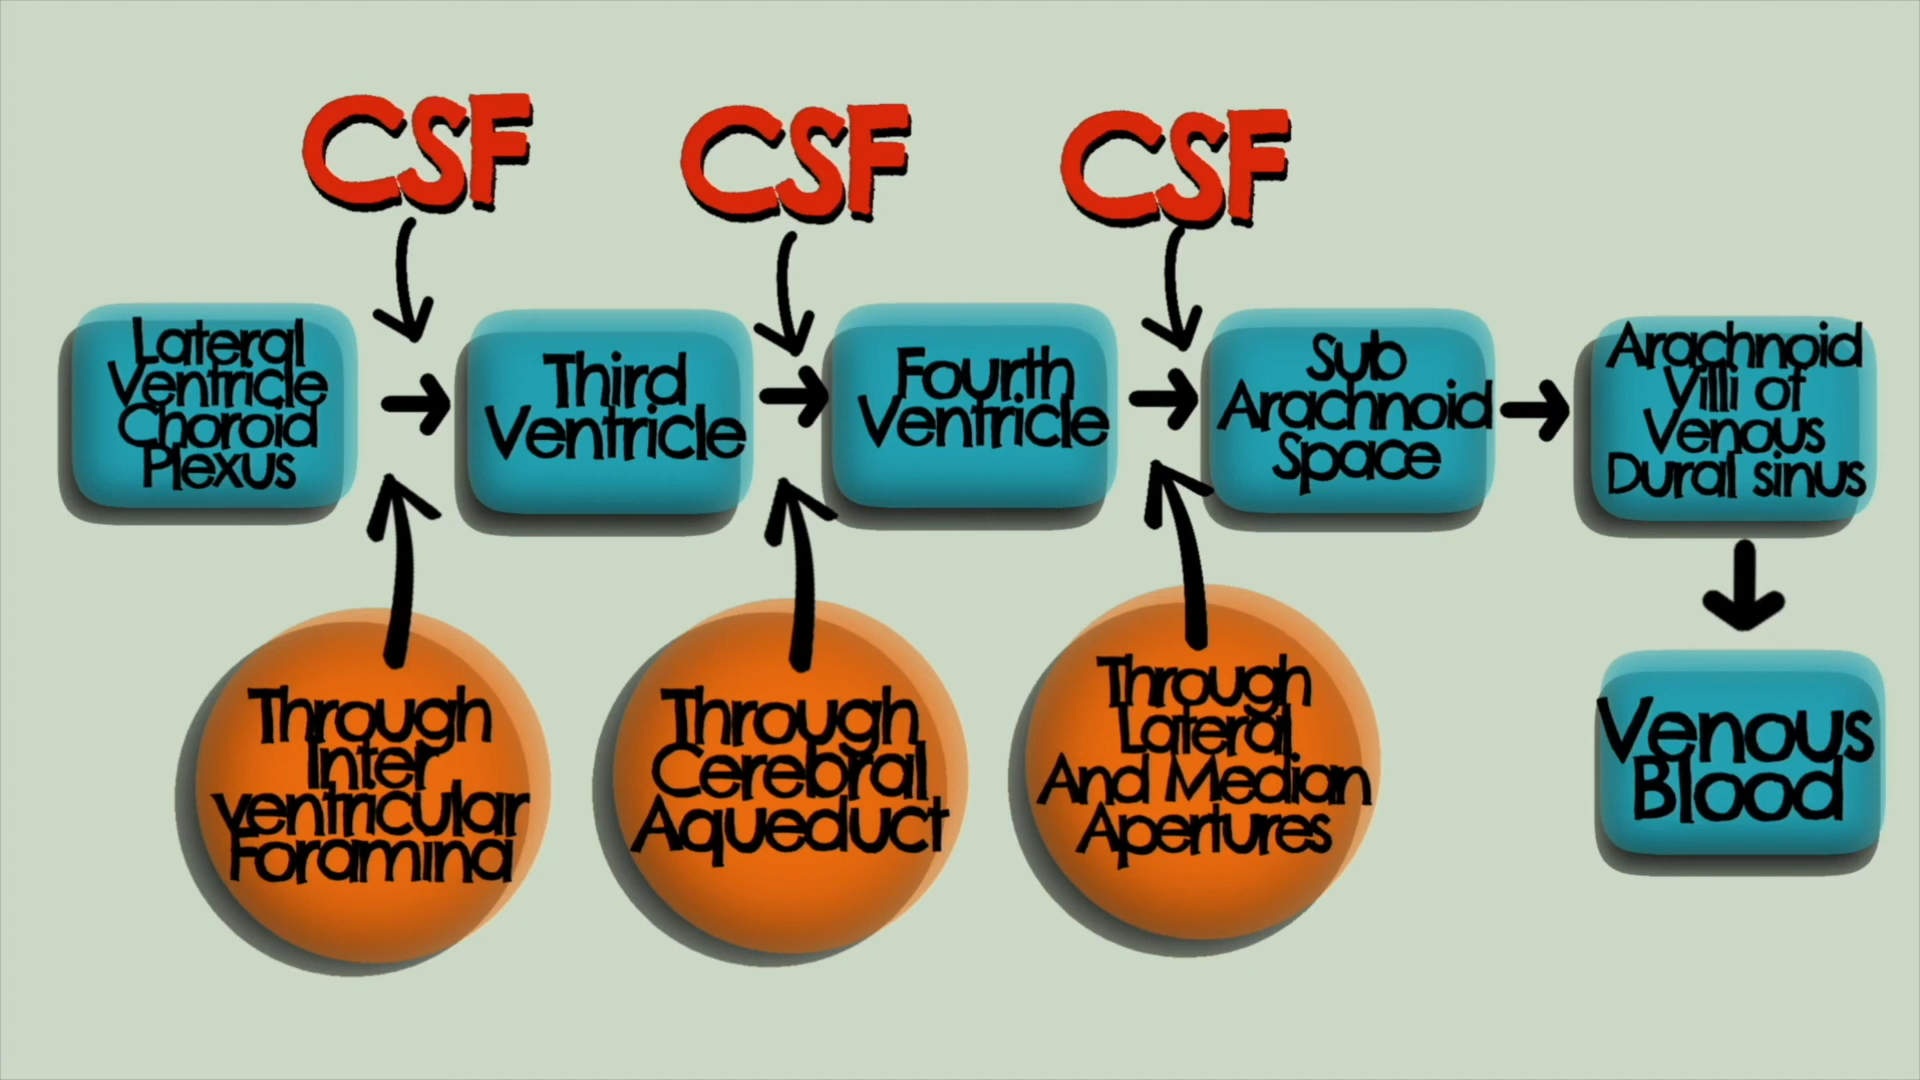 CSF
CSF
CSF
Lateral
Ventricle
Choroid
Plexus
Third
Ventricle
Fourth
Ventricle
Sub
Arachnoid
Space
Arachnoid
Villi of
Venous
Dural sinus
Through
Inter
ventricular
Foramina
Through
Cerebral
Aqueduct
Through
Lateral
And Median
Apertures
Venous
Blood